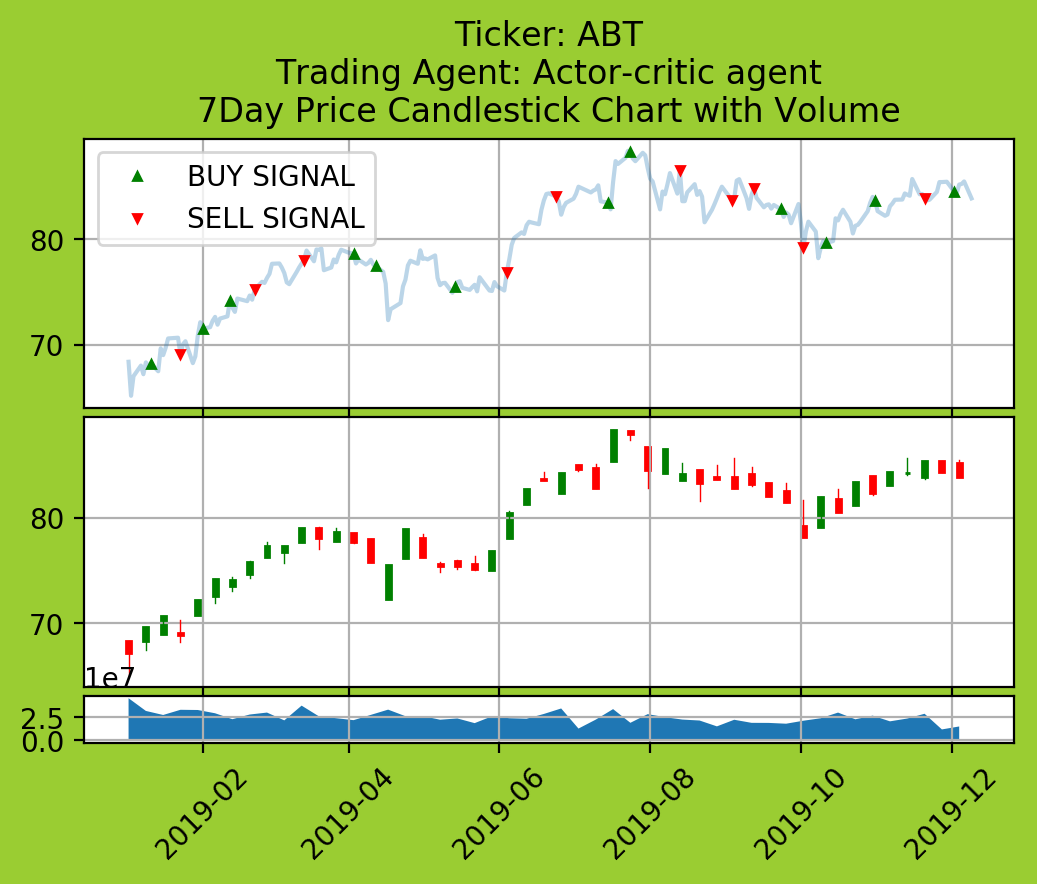 Ticker: ABT
Trading Agent: Actor-critic agent
7Day Price Candlestick Chart with Volume
BUY SIGNAL
SELL SIGNAL
80
70
80
70
1e7
2.5
0.0
2019-02
2019-04
2019-06
2019-08
2019-10
2019-12